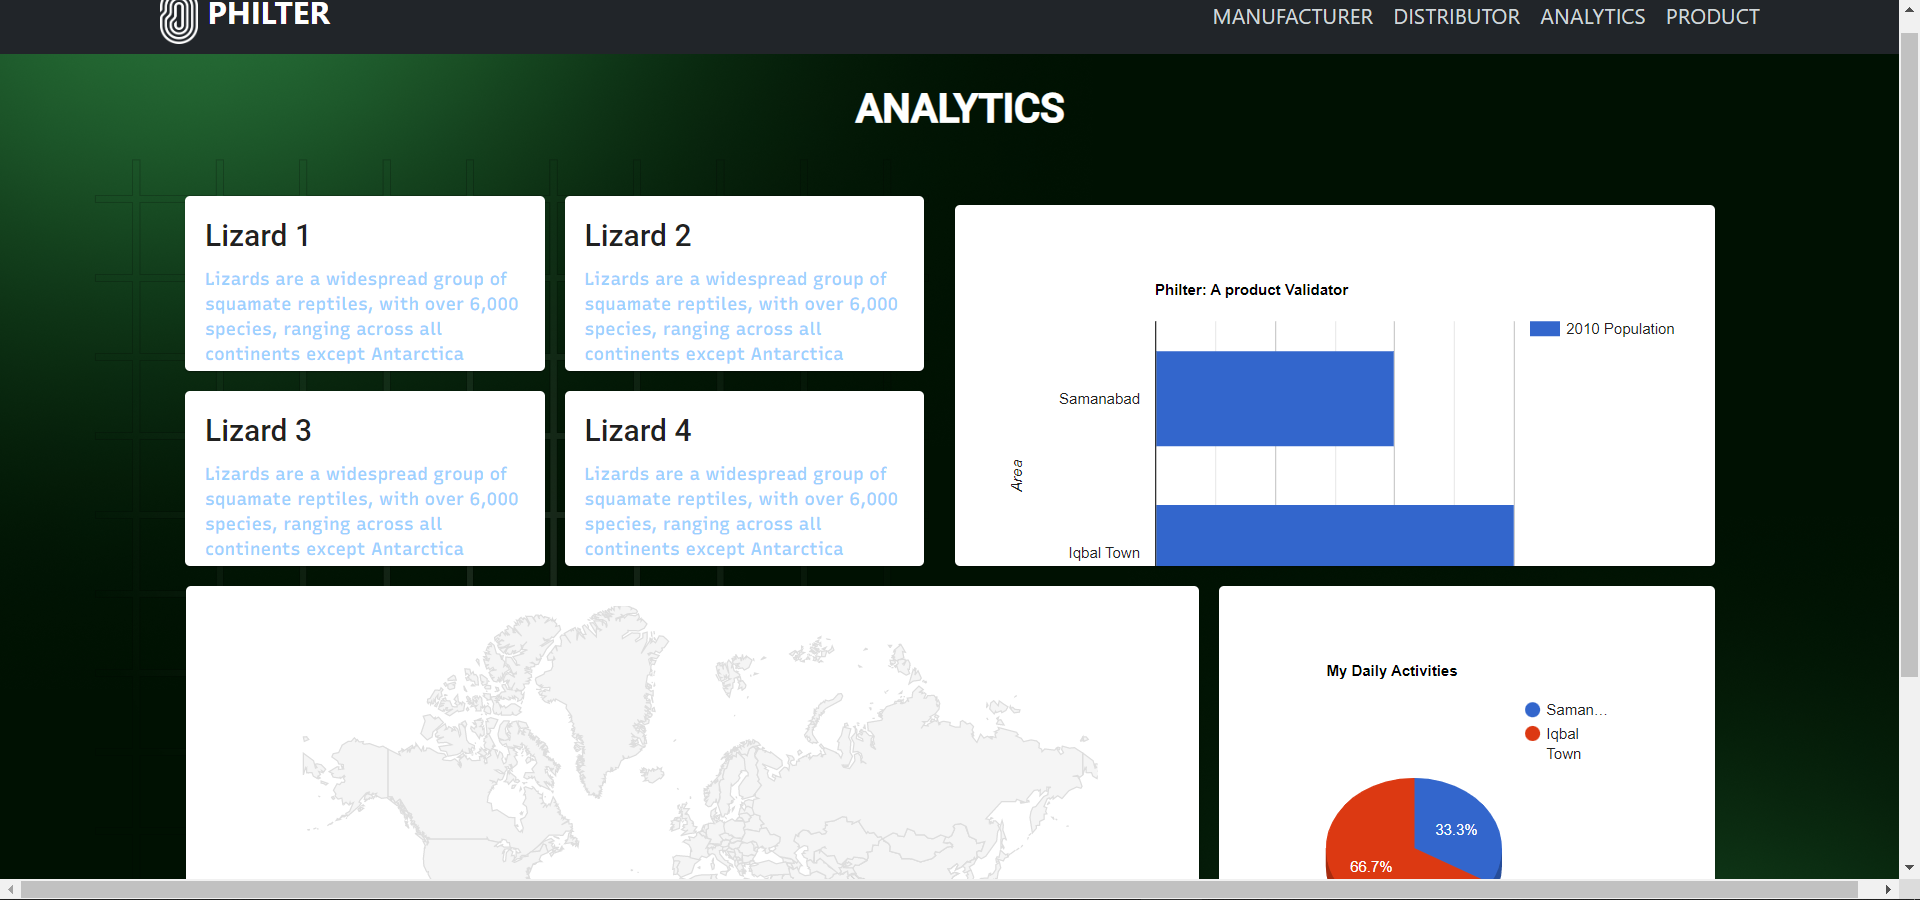 PHILTER
MANUFACTURER DISTRIBUTOR ANALYTICS PRODUCT
ANALYTICS
Lizard 1
Lizards are a widespread group of
squamate reptiles, with over 6,000
species, ranging across all
continents except Antarctica
Lizard 2
Lizards are a widespread group of
squamate reptiles, with over 6,000
species, ranging across all
continents except Antarctica
Lizard 3
Lizards are a widespread group of
squamate reptiles, with over 6,000
species, ranging across all
continents except Antarctica
Lizard 4
Lizards are a widespread group of
squamate reptiles, with over 6,000
species, ranging across all
continents except Antarctica
Philter: A product Validator
2010 Population
Samanabad
Area
Iqbal Town
My Daily Activities
Saman...
Iqbal
Town
33.3%
66.7%